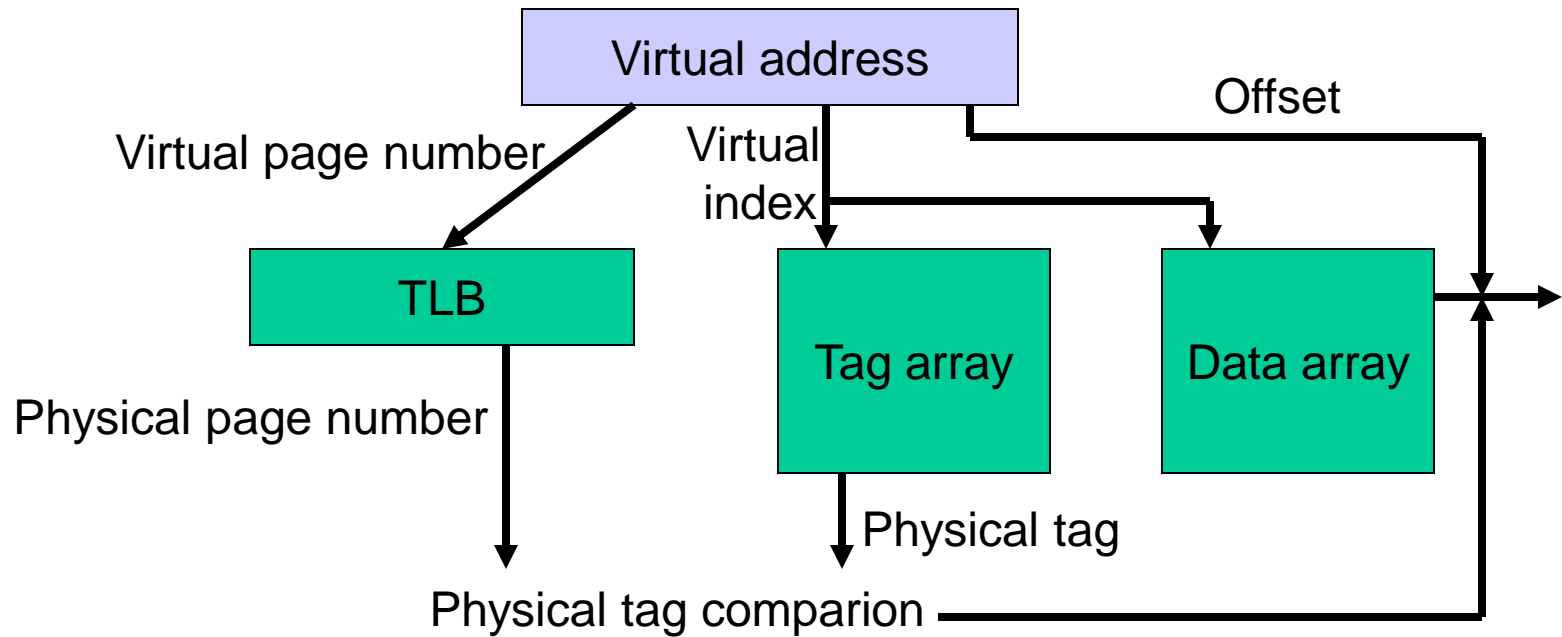 Virtual address
Offset
Virtual page number
Virtual
index
TLB
Tag array
Data array
Physical page number
Physical tag
Physical tag comparion